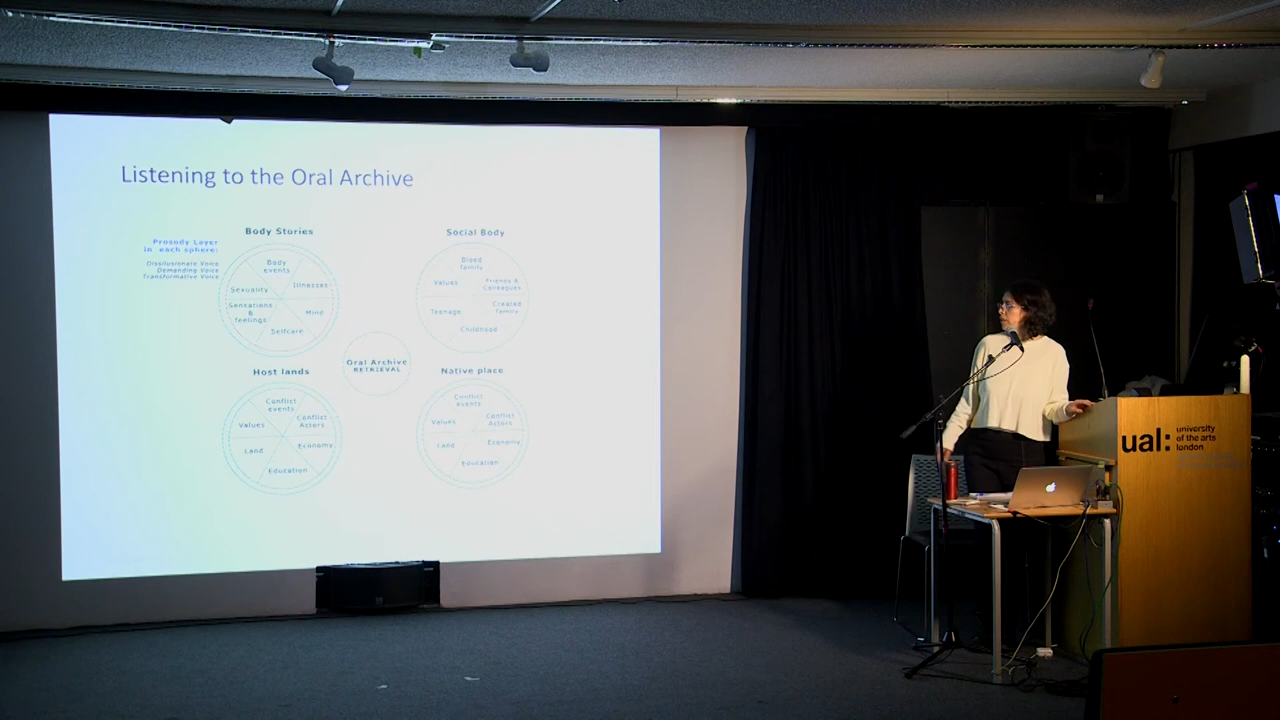 Listening to the Oral Archive
Prosody Layer
in each sphere:
Dissilusionate Voice
Demanding Voice
Transformative Voice
Body Stories
Body
events
Illnesses
Mind
Selfcare
Sensations
&
feelings
Sexuality
Social Body
Blood
family
Friends &
Colleagues
Created
family
Childhood
Teenage
Values
Oral Archive
RETRIEVAL
Host lands
Conflict
events
Conflict
Actors
Economy
Education
Land
Values
Native place
Conflict
events
Conflict
Actors
Economy
Education
Land
Values
ual:
university
of the arts
london